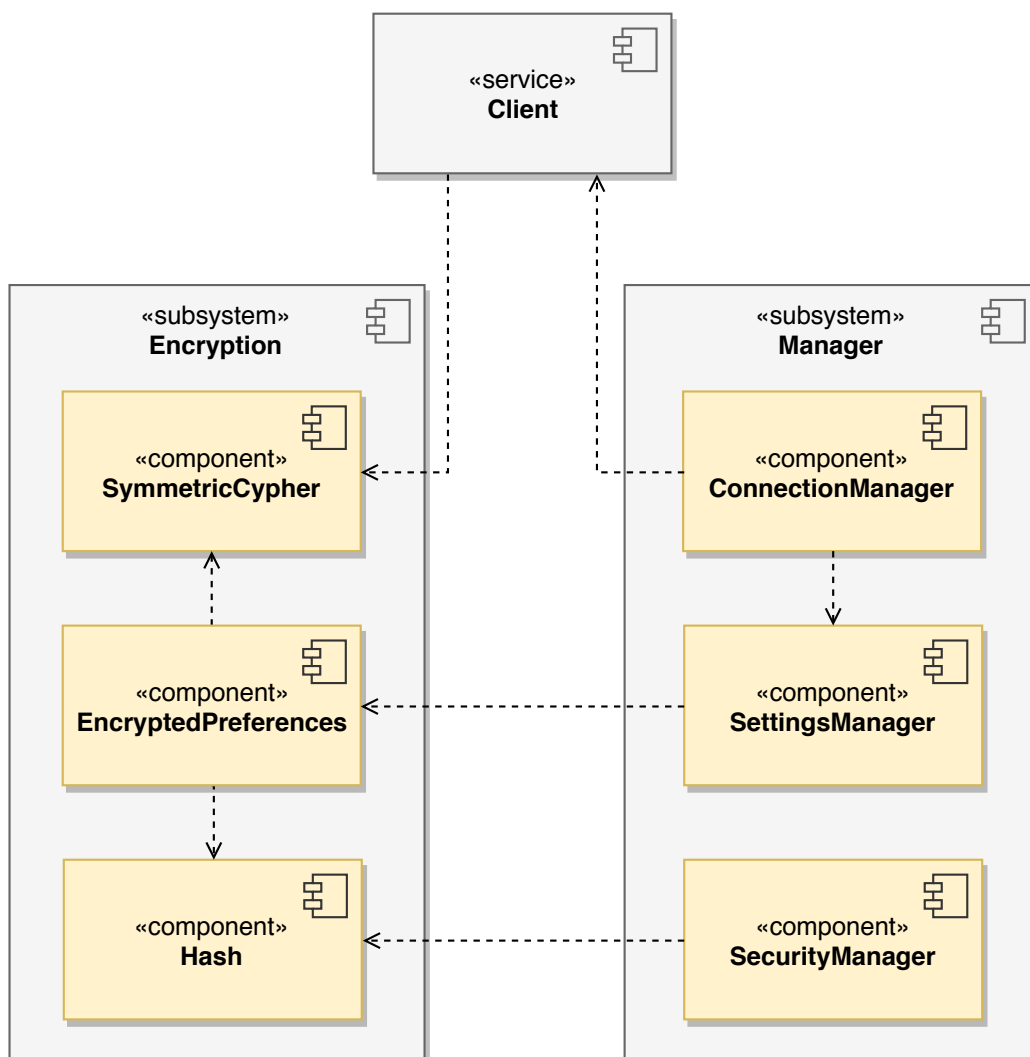 «service»
Client
«subsystem»
Encryption
«component»
SymmetricCypher
«component»
EncryptedPreferences
«component»
Hash
«subsystem»
Manager
«component»
ConnectionManager
«component»
SettingsManager
«component»
SecurityManager